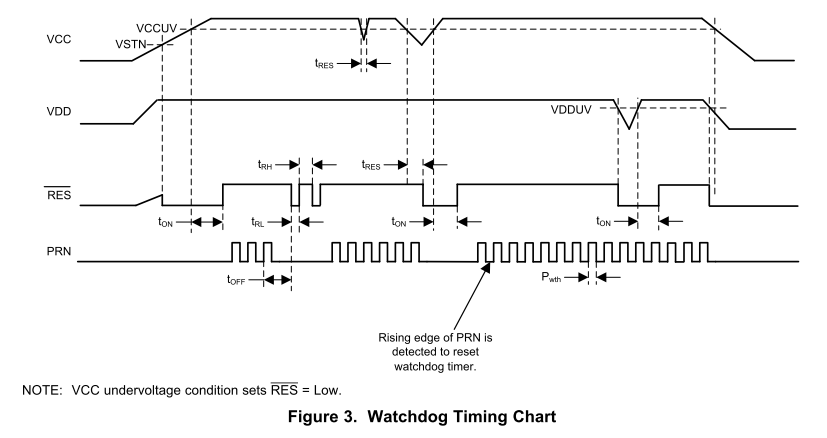 VCCUV
VSTN
VCC
tRES
VDD
VDDUV
tRH
tRES
RES
tON
tRL
tON
tON
PRN
tOFF
Pwth
Rising edge of PRN is
detected to reset
watchdog timer.
NOTE: VCC undervoltage condition sets RES = Low.
Figure 3. Watchdog Timing Chart